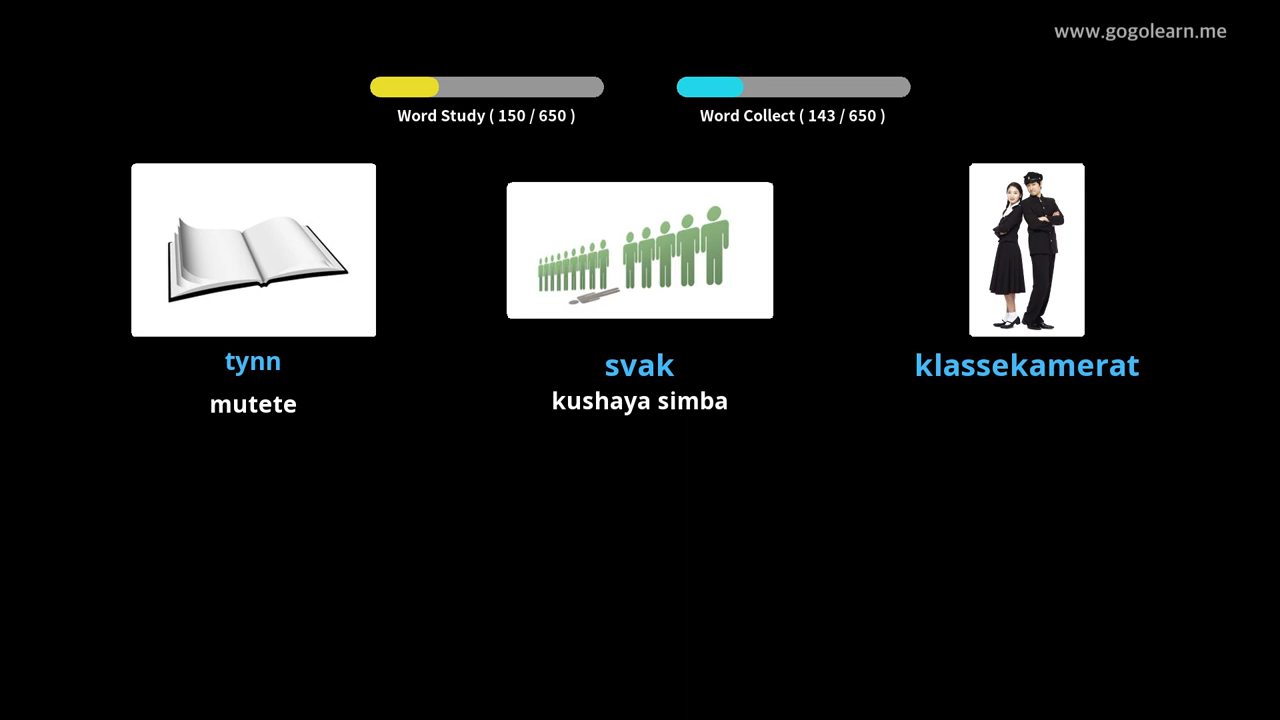 www.gogolearn.me
Word Study ( 150 / 650 )
Word Collect ( 143 / 650 )
tynn
mutete
svak
kushaya simba
klassekamerat